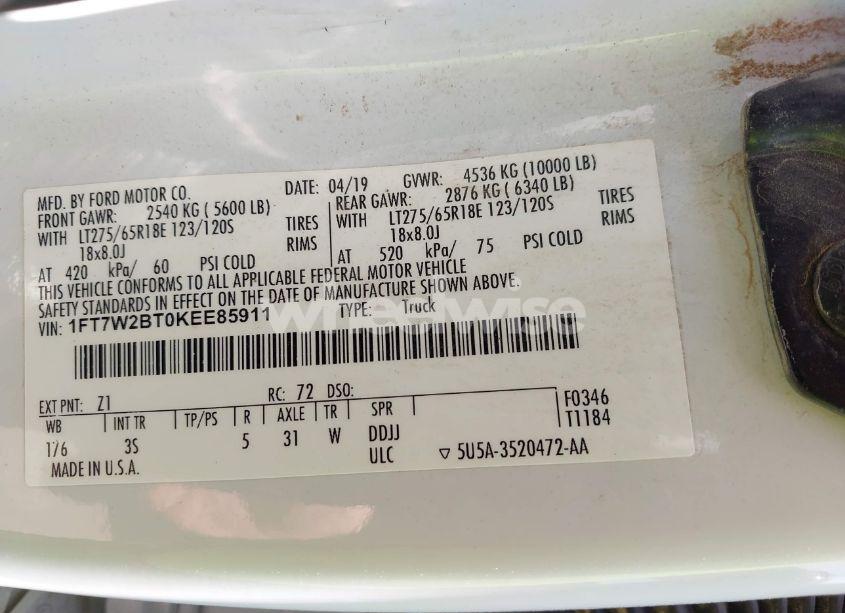 MFD. BY FORD MOTOR CO. DATE: 04/19 GVWR: 4536 KG (10000 LB)
FRONT GAWR: 2540 KG ( 5600 LB) REAR GAWR: 2876 KG ( 6340 LB)
WITH LT275/65R18E 123/120S TIRES WITH LT275/65R18E 123/120S TIRES
18x8.0J RIMS 18x8.0J RIMS
AT 420 kPa/ 60 PSI COLD AT 520 kPa/ 75 PSI COLD
THIS VEHICLE CONFORMS TO ALL APPLICABLE FEDERAL MOTOR VEHICLE
SAFETY STANDARDS IN EFFECT ON THE DATE OF MANUFACTURE SHOWN ABOVE.
VIN: 1FT7W2BT0KEE85911 TYPE: Truck
wheelwise
EXT PNT: Z1 RC: 72 DSO: F0346
WB INT TR TP/PS R AXLE TR SPR T1184
176 3S 5 31 W DDJJ
MADE IN U.S.A. ULC ▽ 5U5A-3520472-AA